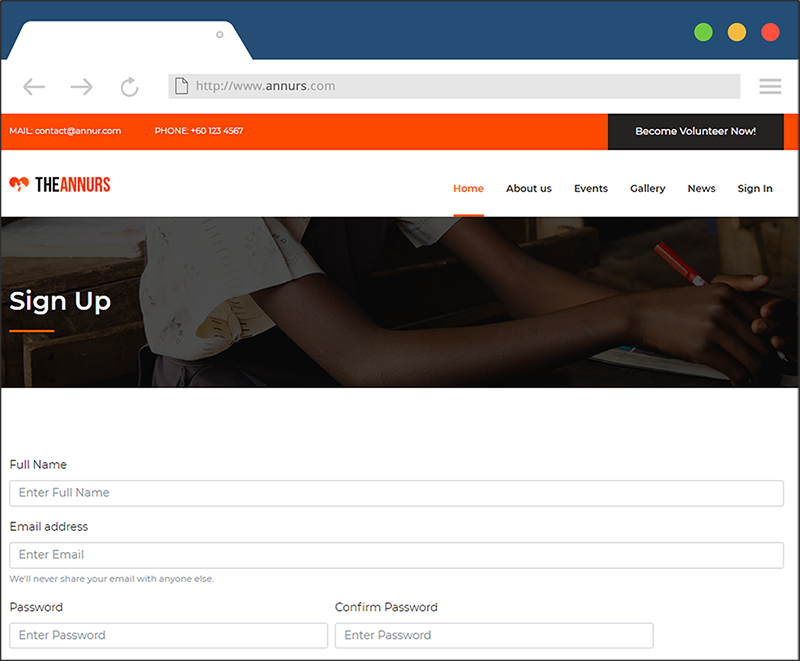 http://www.annurs.com
MAIL: contact@annur.com PHONE: +60 123 4567 Become Volunteer Now!
THEANNURS Home About us Events Gallery News Sign In
Sign Up
Full Name
Enter Full Name
Email address
Enter Email
We'll never share your email with anyone else.
Password Confirm Password
Enter Password Enter Password